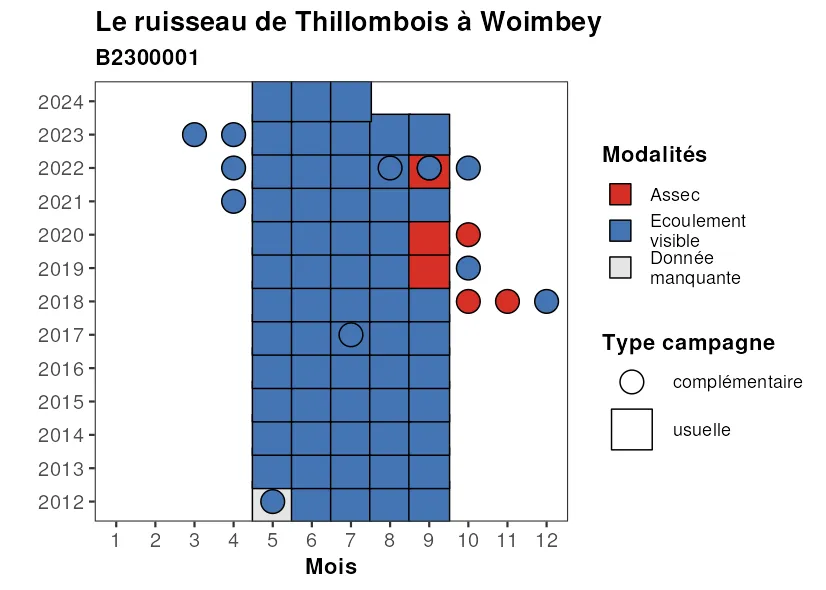 Le ruisseau de Thillombois à Woimbey
B2300001
2024
2023
2022
2021
2020
2019
2018
2017
2016
2015
2014
2013
2012
1 2 3 4 5 6 7 8 9 10 11 12
Mois
Modalités
Assec
Ecoulement
visible
Donnée
manquante
Type campagne
complémentaire
usuelle